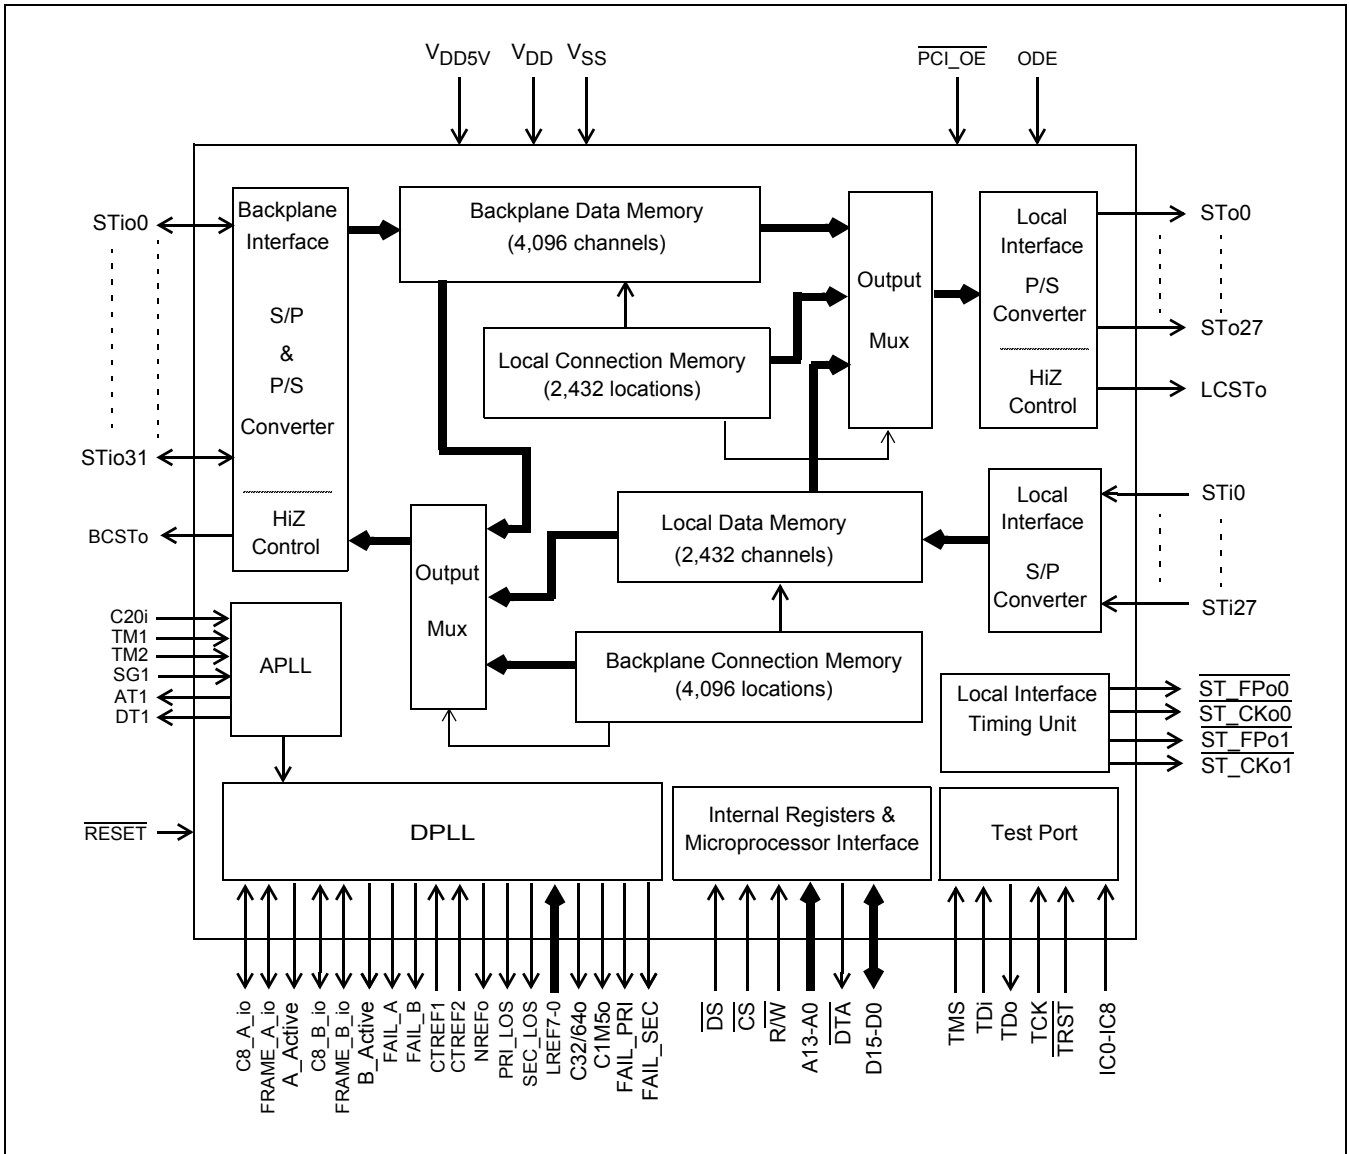 VDD5V VDD VSS PCI_OE ODE
STio0
STio31
BCSTo
Backplane
Interface
S/P
&
P/S
Converter
HiZ
Control
Backplane Data Memory
(4,096 channels)
Local Connection Memory
(2,432 locations)
Output
Mux
Local
Interface
P/S
Converter
HiZ
Control
STo0
STo27
LCSTo
Local Data Memory
(2,432 channels)
Output
Mux
Backplane Connection Memory
(4,096 locations)
Local
Interface
S/P
Converter
STi0
STi27
C20i
TM1
TM2
SG1
AT1
DT1
APLL
Local Interface
Timing Unit
ST_FPo0
ST_CKo0
ST_FPo1
ST_CKo1
RESET
DPLL
Internal Registers &
Microprocessor Interface
Test Port
C8_A_io
FRAME_A_io
A_Active
C8_B_io
FRAME_B_io
B_Active
FAIL_A
FAIL_B
CTREF1
CTREF2
NREFo
PRI_LOS
SEC_LOS
LREF7-0
C32/64o
C1M5o
FAIL_PRI
FAIL_SEC
DS
CS
R/W
A13-A0
DTA
D15-D0
TMS
TDi
TDo
TCK
TRST
IC0-IC8